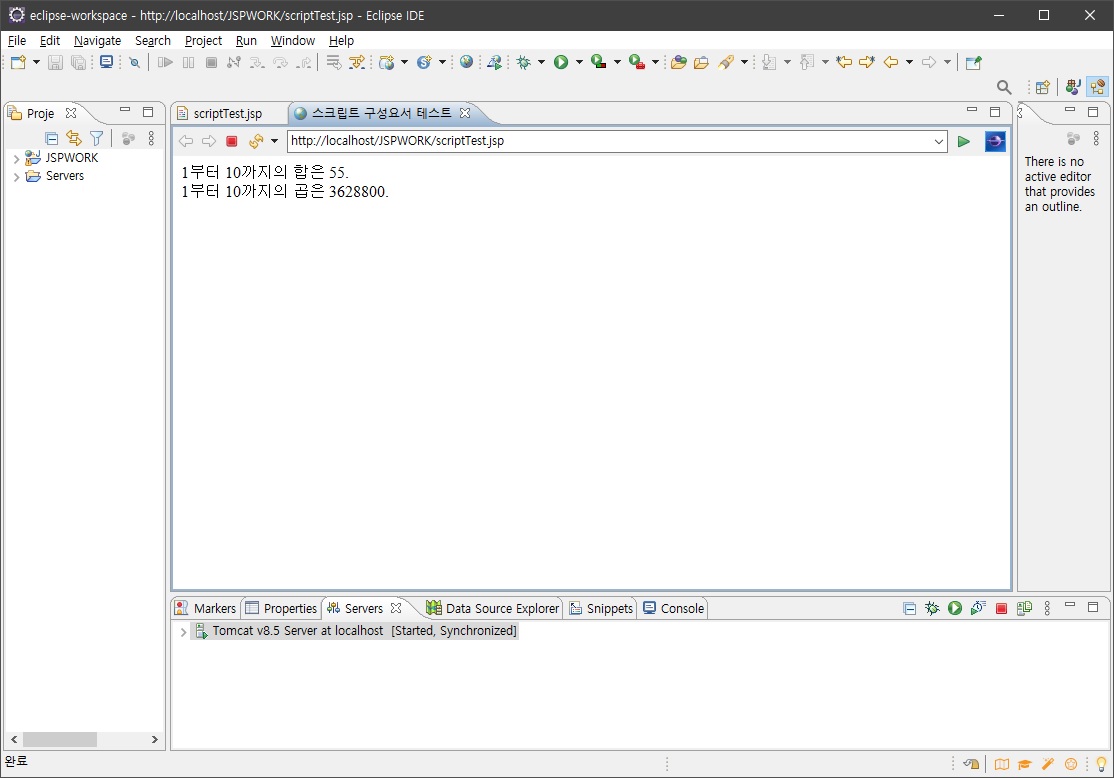 eclipse-workspace - http://localhost/JSPWORK/scriptTest.jsp - Eclipse IDE
File Edit Navigate Search Project Run Window Help
Proje
JSPWORK
Servers
scriptTest.jsp 스크립트 구성요서 테스트
http://localhost/JSPWORK/scriptTest.jsp
1부터 10까지의 합은 55.
1부터 10까지의 곱은 3628800.
There is no
active editor
that provides
an outline.
Markers Properties Servers Data Source Explorer Snippets Console
Tomcat v8.5 Server at localhost [Started, Synchronized]
완료